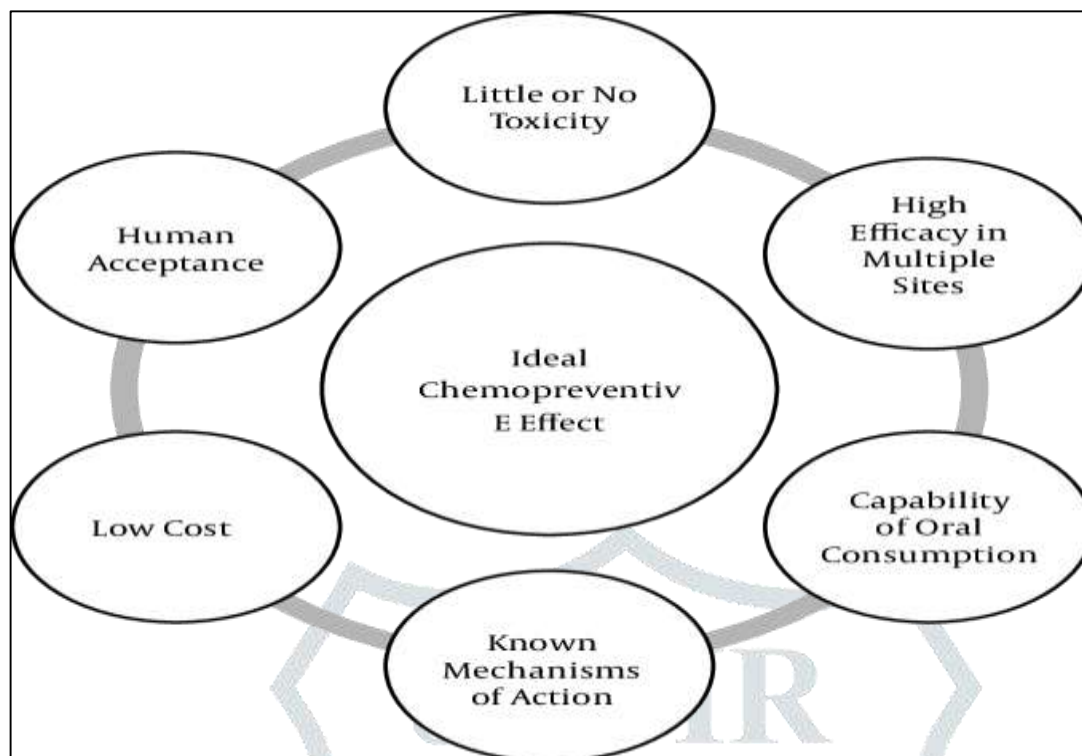 Little or No
Toxicity
High
Efficacy in
Multiple
Sites
Human
Acceptance
Ideal
Chemopreventiv
E Effect
Low Cost
Capability
of Oral
Consumption
Known
Mechanisms
of Action
IR